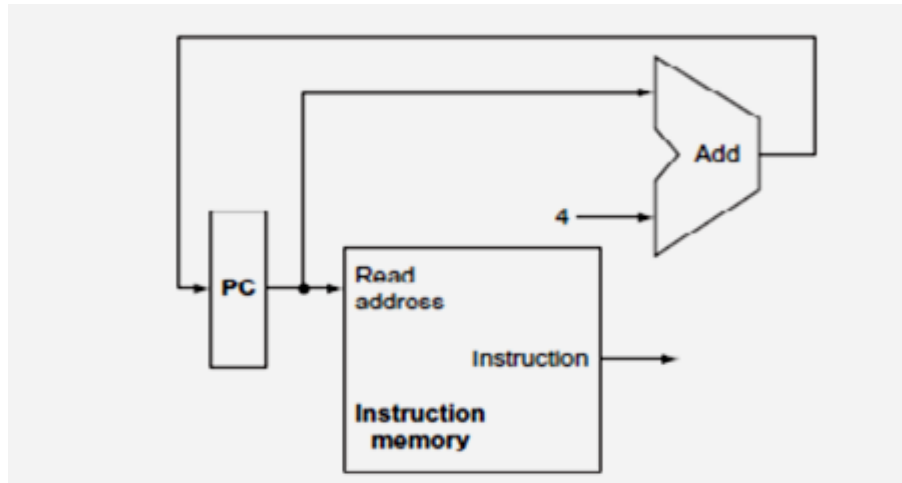 Add
4
PC
Read
address
Instruction
Instruction
memory